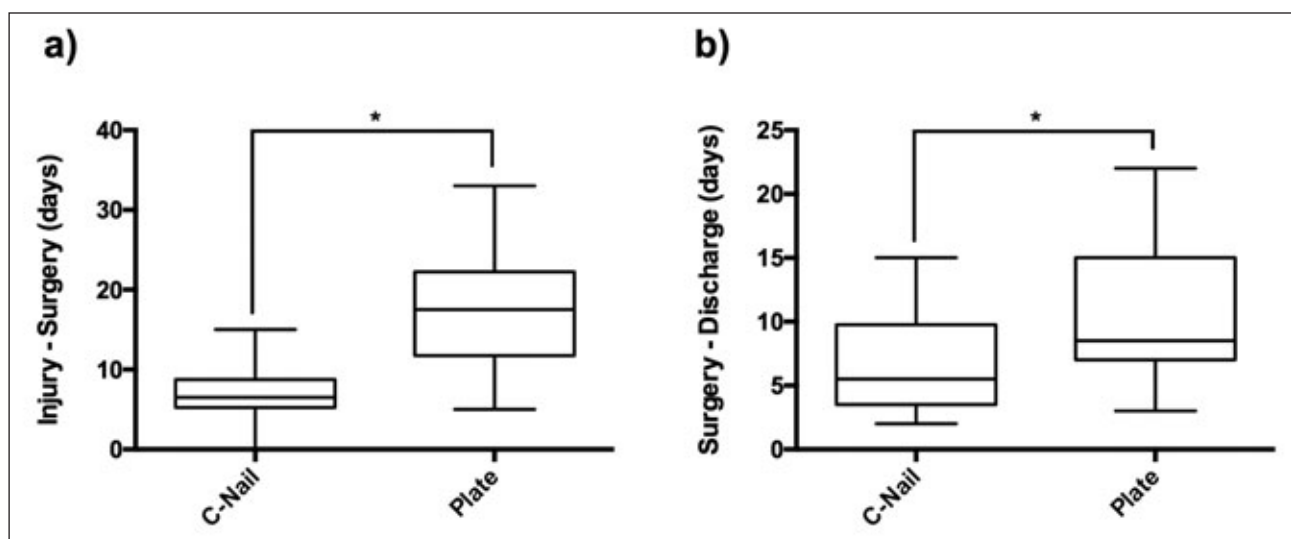 a)
Injury - Surgery (days)
40
30
20
10
0
*
C-Nail
Plate
b)
Surgery - Discharge (days)
25
20
15
10
5
0
*
C-Nail
Plate